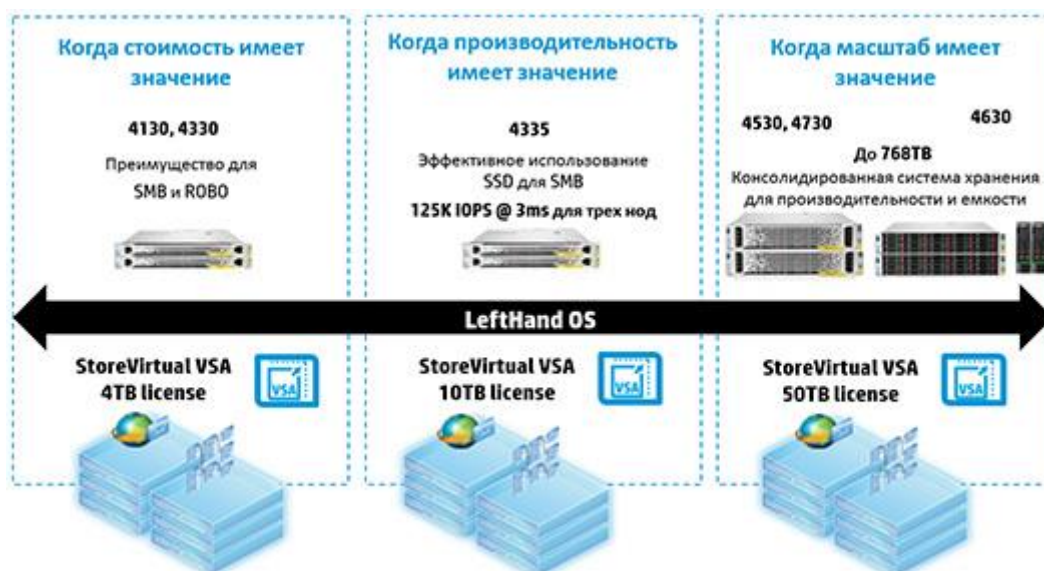 Когда стоимость имеет
значение
4130, 4330
Преимущество для
SMB и ROBO
Когда производительность
имеет значение
4335
Эффективное использование
SSD для SMB
125K IOPS @ 3ms для трех нод
Когда масштаб имеет
значение
4530, 4730
4630
До 768TB
Консолидированная система хранения
для производительности и емкости
LeftHand OS
StoreVirtual VSA
4TB license
VSA
StoreVirtual VSA
10TB license
VSA
StoreVirtual VSA
50TB license
VSA